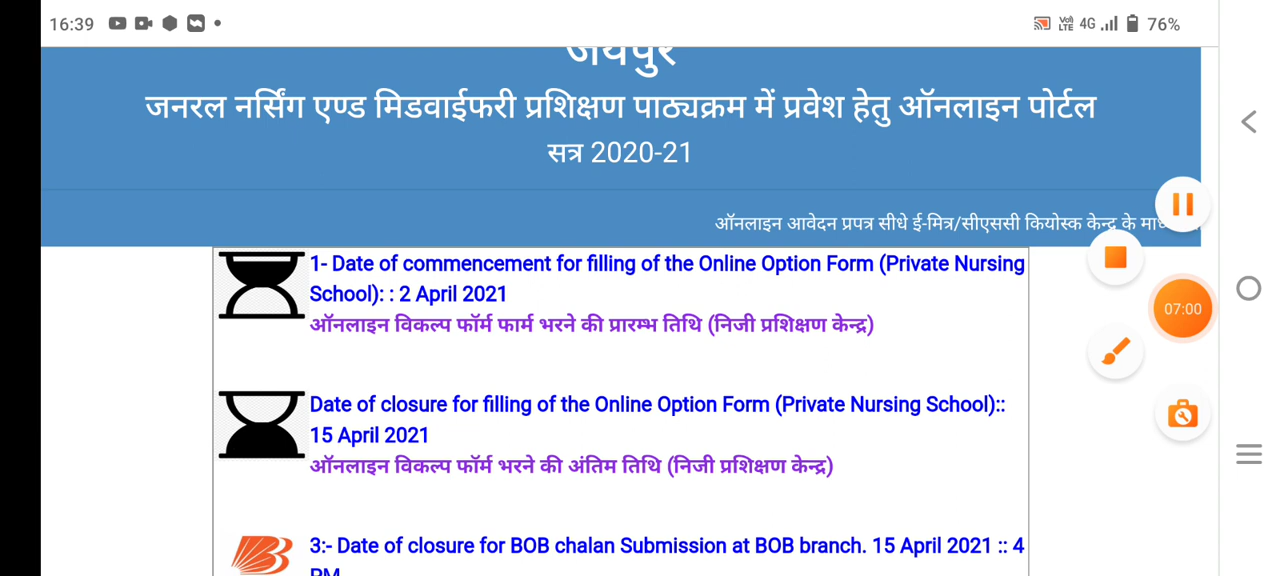 16:39 4G 76%
जयपुर
जनरल नर्सिंग एण्ड मिडवाईफरी प्रशिक्षण पाठ्यक्रम में प्रवेश हेतु ऑनलाइन पोर्टल
सत्र 2020-21
ऑनलाइन आवेदन प्रपत्र सीधे ई-मित्र/सीएससी कियोस्क केन्द्र के
1- Date of commencement for filling of the Online Option Form (Private Nursing
School): : 2 April 2021
ऑनलाइन विकल्प फॉर्म फार्म भरने की प्रारम्भ तिथि (निजी प्रशिक्षण केन्द्र)
Date of closure for filling of the Online Option Form (Private Nursing School)::
15 April 2021
ऑनलाइन विकल्प फॉर्म भरने की अंतिम तिथि (निजी प्रशिक्षण केन्द्र)
3:- Date of closure for BOB chalan Submission at BOB branch. 15 April 2021 :: 4
PM
07:00